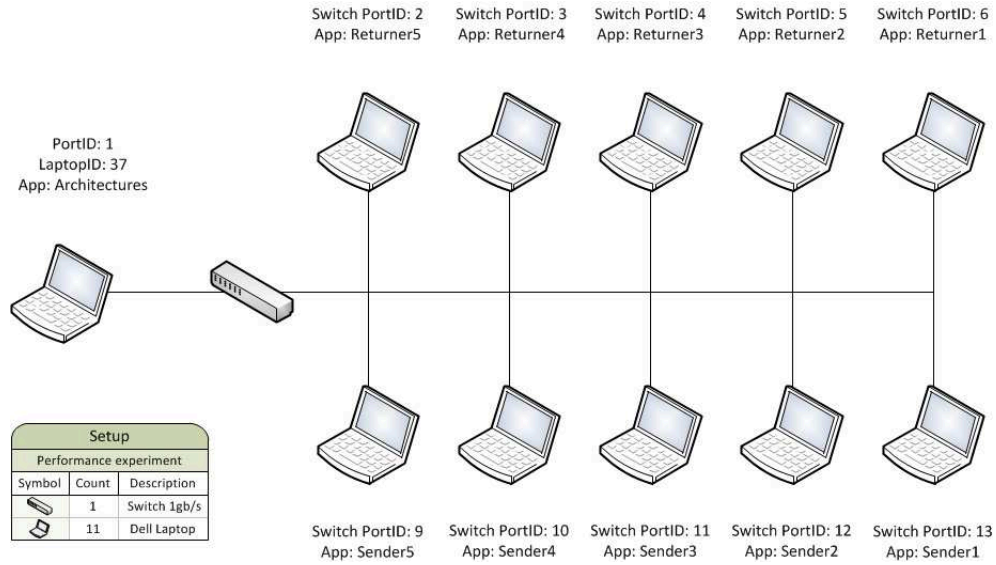 Switch PortID: 2
App: Returner5
Switch PortID: 3
App: Returner4
Switch PortID: 4
App: Returner3
Switch PortID: 5
App: Returner2
Switch PortID: 6
App: Returner1
PortID: 1
LaptopID: 37
App: Architectures
Setup
Performance experiment
Symbol Count Description
1 Switch 1gb/s
11 Dell Laptop
Switch PortID: 9
App: Sender5
Switch PortID: 10
App: Sender4
Switch PortID: 11
App: Sender3
Switch PortID: 12
App: Sender2
Switch PortID: 13
App: Sender1